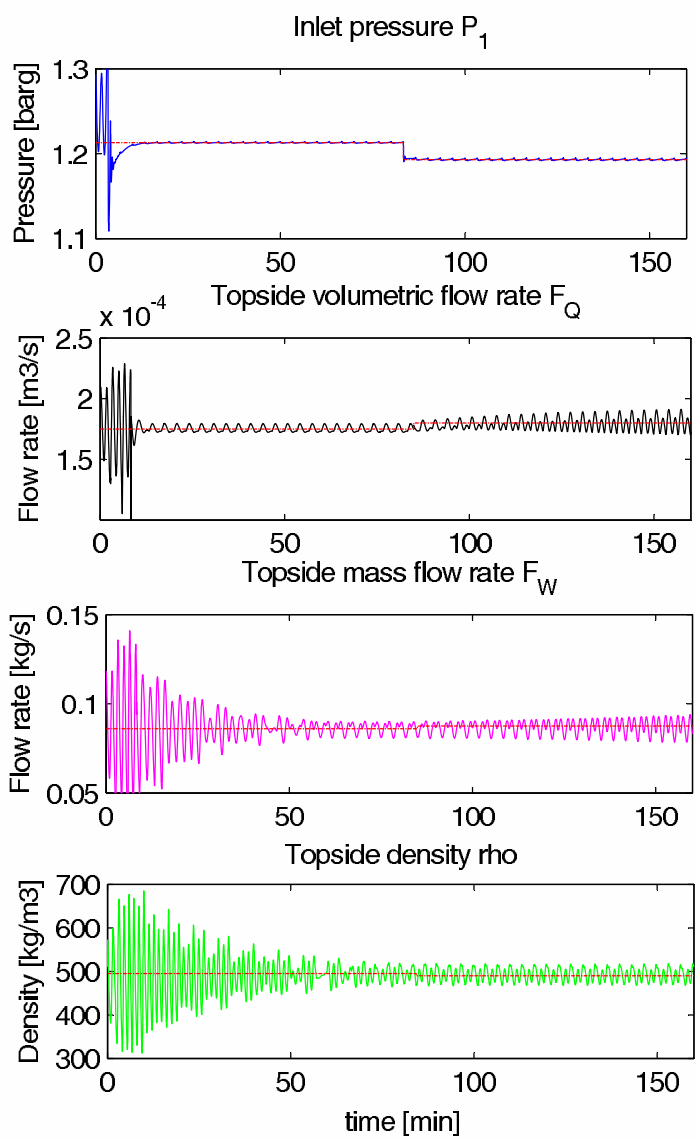 Inlet pressure P1
Pressure [barg]
1.3
1.2
1.1
0 50 100 150
Topside volumetric flow rate FQ
x 10-4
Flow rate [m3/s]
2.5
2
1.5
0 50 100 150
Topside mass flow rate FW
Flow rate [kg/s]
0.15
0.1
0.05
0 50 100 150
Topside density rho
Density [kg/m3]
700
600
500
400
300
0 50 100 150
time [min]